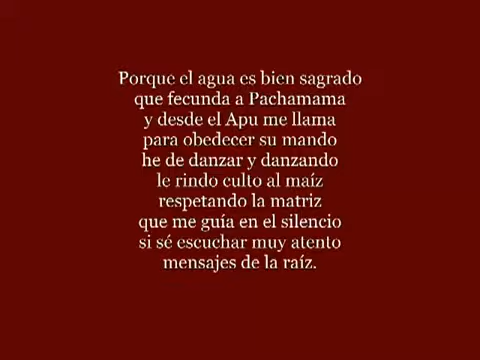 Porque el agua es bien sagrado
que fecunda a Pachamama
y desde el Apu me llama
para obedecer su mando
he de danzar y danzando
le rindo culto al maíz
respetando la matriz
que me guía en el silencio
si sé escuchar muy atento
mensajes de la raíz.